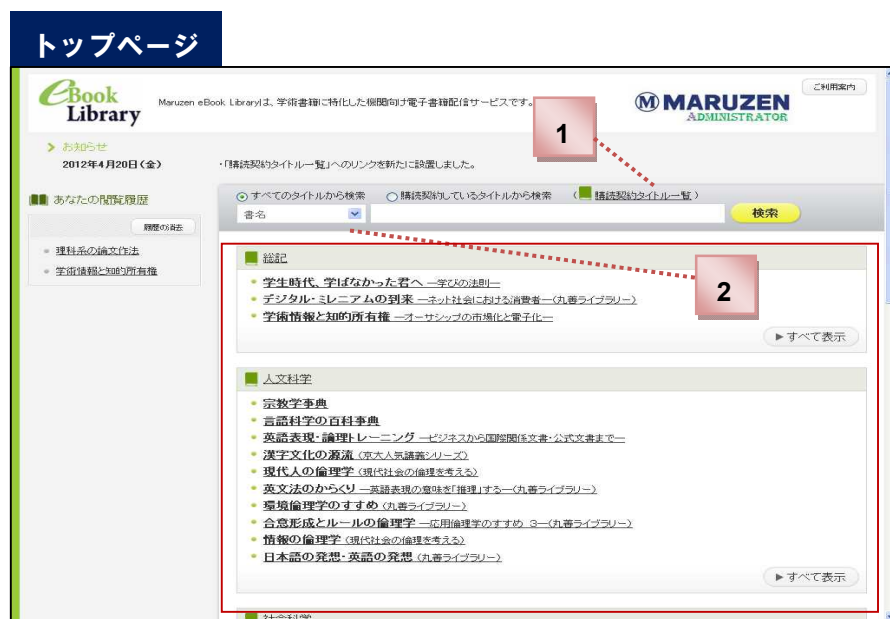 トップページ
eBook Library
Maruzen eBook Libraryは、学術書籍に特化した機関向け電子書籍配信サービスです。
MARUZEN
ADMINISTRATOR
ご利用案内
お知らせ
2012年4月20日(金)
・「購読契約タイトル一覧」へのリンクを新たに設置しました。
1
あなたの閲覧履歴
履歴の消去
理科系の論文作法
学術情報と知的所有権
すべてのタイトルから検索
購読契約しているタイトルから検索
(購読契約タイトル一覧)
書名
検索
2
総記
学生時代、学ばなかった君へ ―学びの法則―
デジタル・ミレニアムの到来 ―ネット社会における消費者―(丸善ライブラリー)
学術情報と知的所有権 ―オーサシップの市場化と電子化―
▶すべて表示
人文科学
宗教学事典
言語科学の百科事典
英語表現・論理トレーニング ―ビジネスから国際関係文書・公式文書まで―
漢字文化の源流 (京大人気講義シリーズ)
現代人の倫理学 (現代社会の倫理を考える)
英文法のからくり ―英語表現の意味を「推理」する―(丸善ライブラリー)
環境倫理学のすすめ (丸善ライブラリー)
合意形成とルールの倫理学 ―応用倫理学のすすめ 3―(丸善ライブラリー)
情報の倫理学 (現代社会の倫理を考える)
日本語の発想・英語の発想 (丸善ライブラリー)
▶すべて表示
社会科学